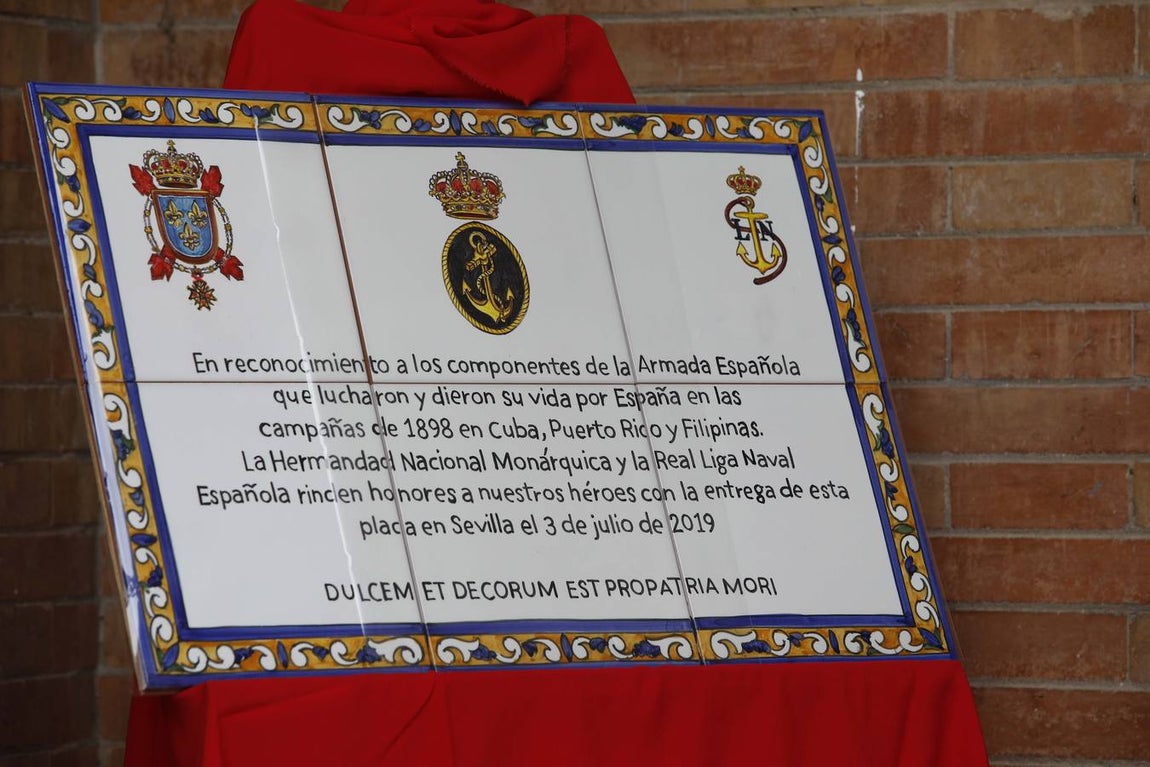 LN
En reconocimiento a los componentes de la Armada Española
que lucharon y dieron su vida por España en las
campañas de 1898 en Cuba, Puerto Rico y Filipinas.
La Hermandad Nacional Monárquica y la Real Liga Naval
Española rinden honores a nuestros héroes con la entrega de esta
placa en Sevilla el 3 de julio de 2019
DULCEM ET DECORUM EST PROPATRIA MORI